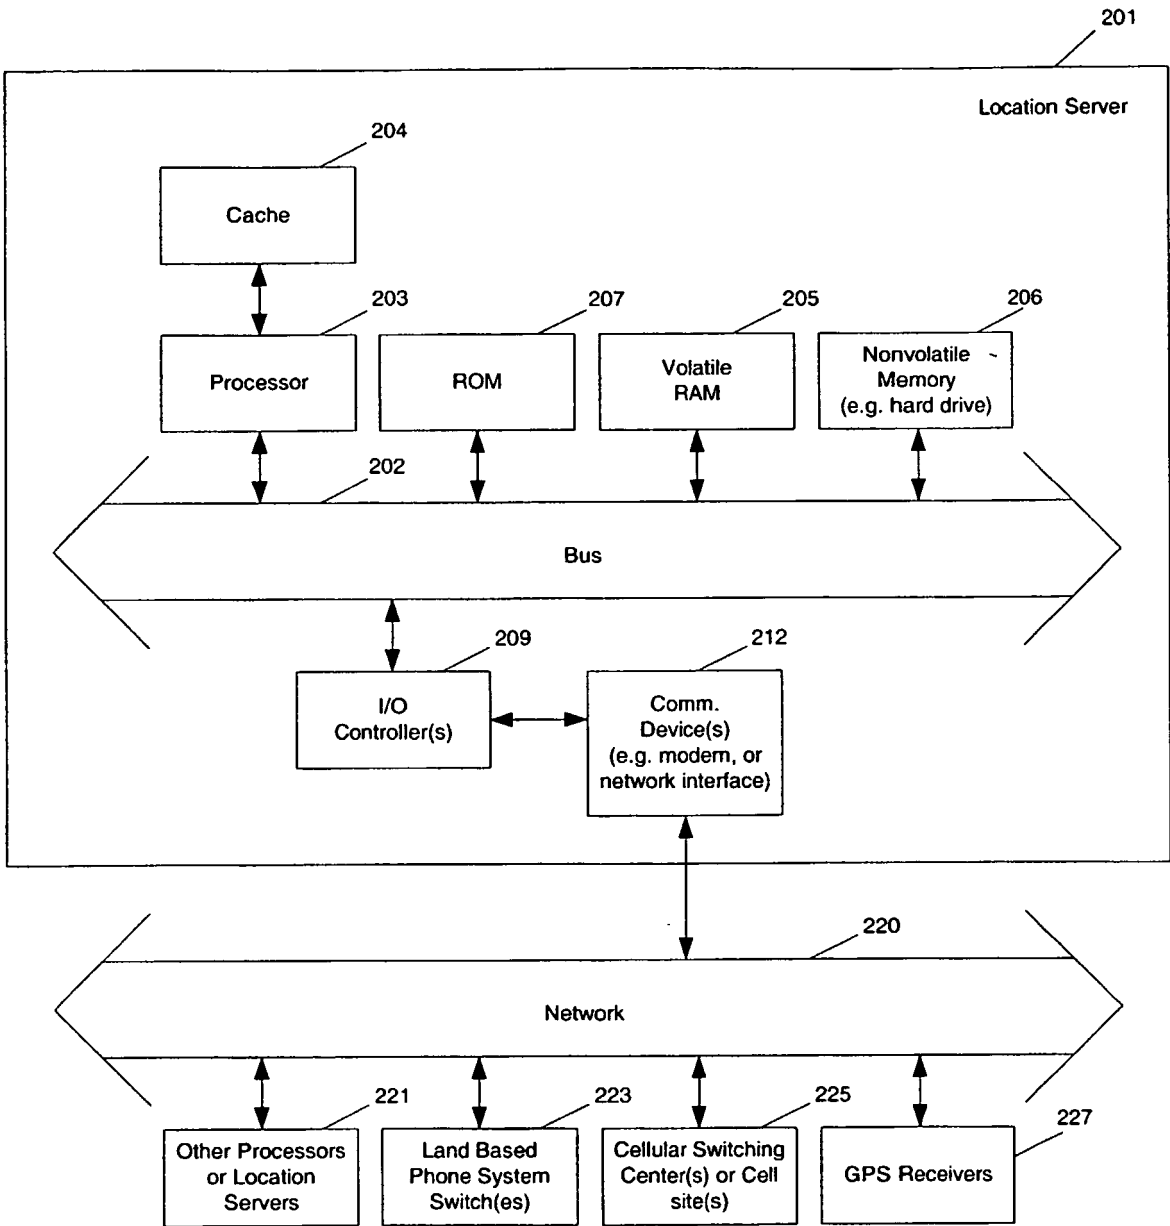 201
Location Server
204
Cache
203
207
205
206
Processor
ROM
Volatile
RAM
Nonvolatile
Memory
(e.g. hard drive)
202
Bus
209
212
I/O
Controller(s)
Comm.
Device(s)
(e.g. modem, or
network interface)
220
Network
221
223
225
227
Other Processors
or Location
Servers
Land Based
Phone System
Switch(es)
Cellular Switching
Center(s) or Cell
site(s)
GPS Receivers